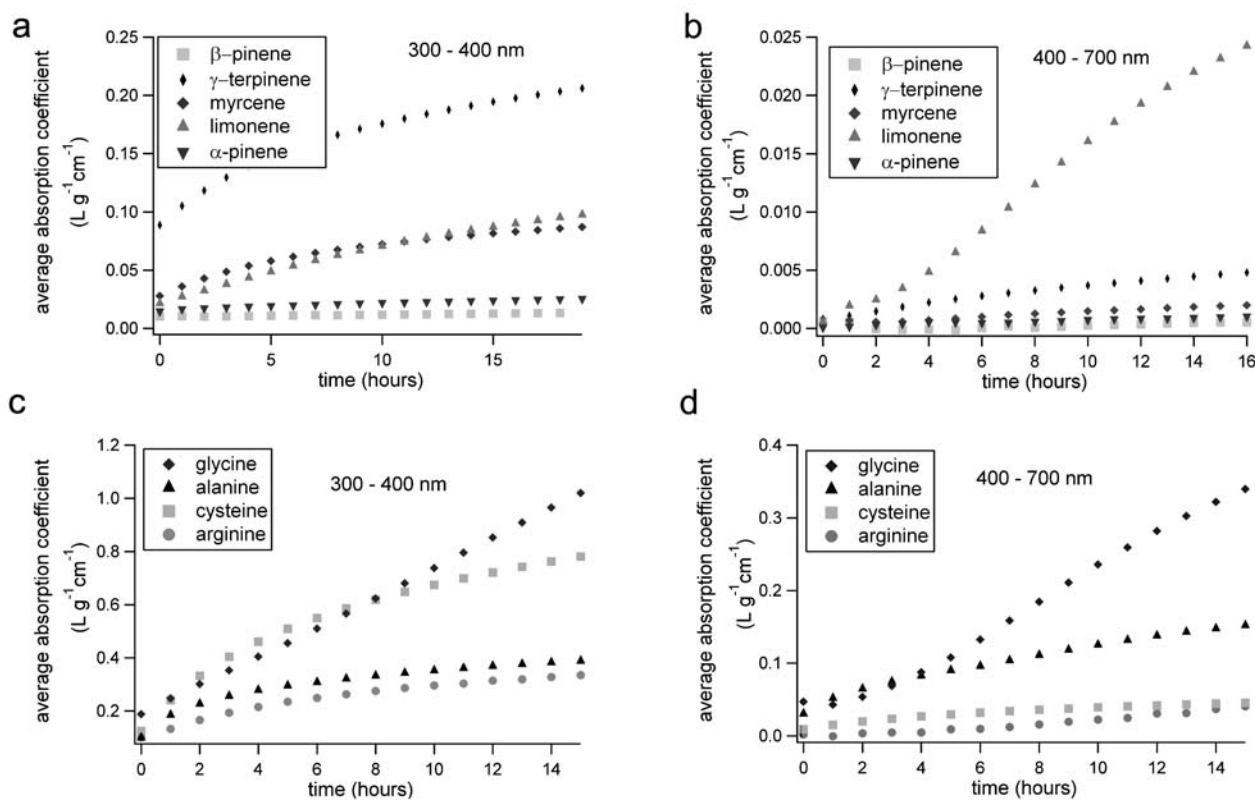 a
300 - 400 nm
β–pinene
γ–terpinene
myrcene
limonene
α-pinene
0.25
0.20
0.15
0.10
0.05
0.00
average absorption coefficient
(L g⁻¹cm⁻¹)
0
5
10
15
time (hours)
b
400 - 700 nm
β–pinene
γ–terpinene
myrcene
limonene
α-pinene
0.025
0.020
0.015
0.010
0.005
0.000
average absorption coefficient
(L g⁻¹cm⁻¹)
0
2
4
6
8
10
12
14
16
time (hours)
c
300 - 400 nm
glycine
alanine
cysteine
arginine
1.2
1.0
0.8
0.6
0.4
0.2
average absorption coefficient
(L g⁻¹cm⁻¹)
0
2
4
6
8
10
12
14
time (hours)
d
400 - 700 nm
glycine
alanine
cysteine
arginine
0.4
0.3
0.2
0.1
0.0
average absorption coefficient
(L g⁻¹cm⁻¹)
0
2
4
6
8
10
12
14
time (hours)